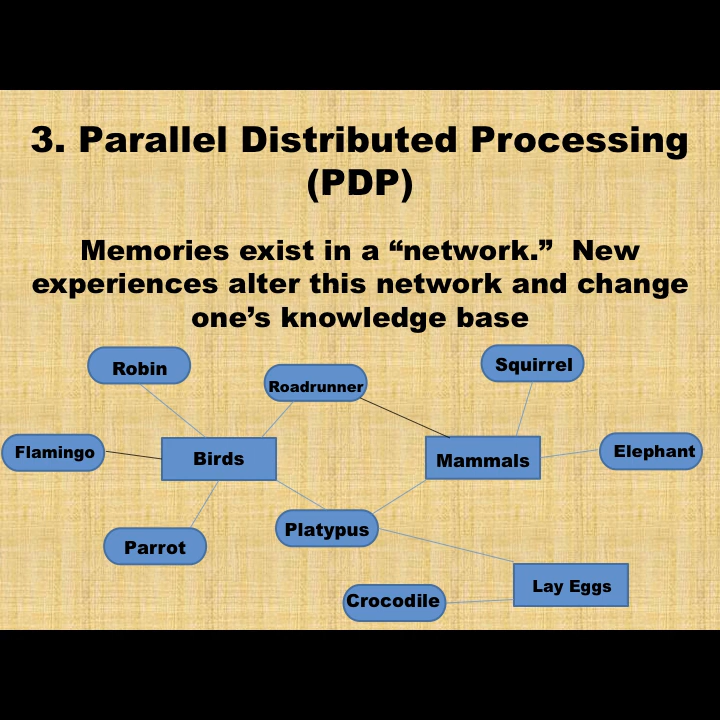 3. Parallel Distributed Processing
(PDP)
Memories exist in a “network.”  New
experiences alter this network and change
one’s knowledge base
Robin
Roadrunner
Squirrel
Flamingo
Birds
Mammals
Elephant
Platypus
Parrot
Lay Eggs
Crocodile